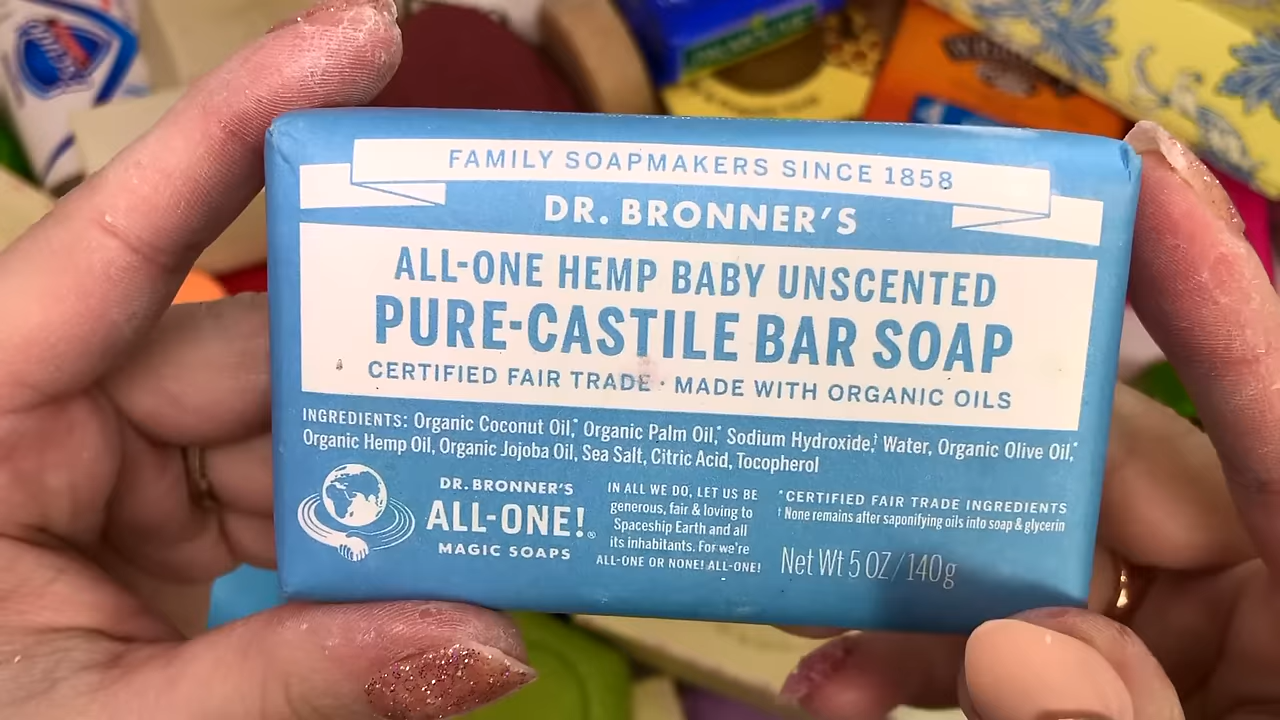 FAMILY SOAPMAKERS SINCE 1858
DR. BRONNER'S
ALL-ONE HEMP BABY UNSCENTED
PURE-CASTILE BAR SOAP
CERTIFIED FAIR TRADE · MADE WITH ORGANIC OILS
INGREDIENTS: Organic Coconut Oil,* Organic Palm Oil,* Sodium Hydroxide,† Water, Organic Olive Oil,*
Organic Hemp Oil, Organic Jojoba Oil, Sea Salt, Citric Acid, Tocopherol
DR. BRONNER'S
ALL-ONE!®
MAGIC SOAPS
IN ALL WE DO, LET US BE
generous, fair & loving to
Spaceship Earth and all
its inhabitants. For we're
ALL-ONE OR NONE! ALL-ONE!
*CERTIFIED FAIR TRADE INGREDIENTS
† None remains after saponifying oils into soap & glycerin
Net Wt 5 OZ/140g